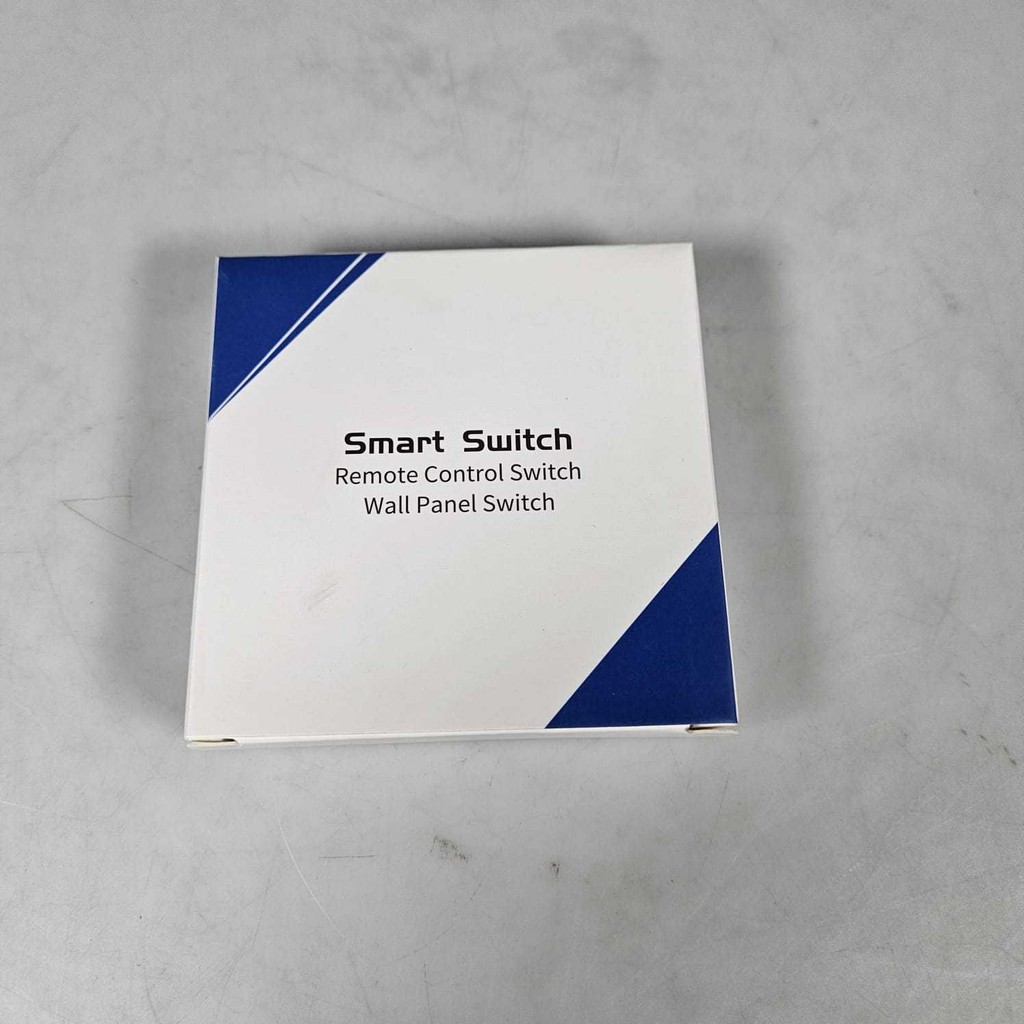 Smart Switch
Remote Control Switch
Wall Panel Switch